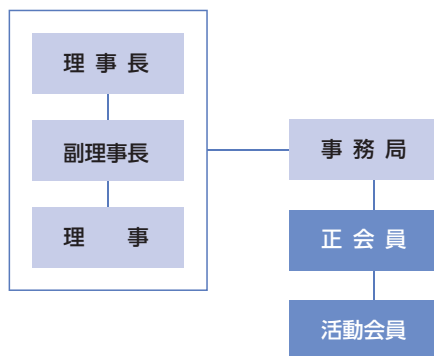 理事長
副理事長
理　事
事務局
正会員
活動会員